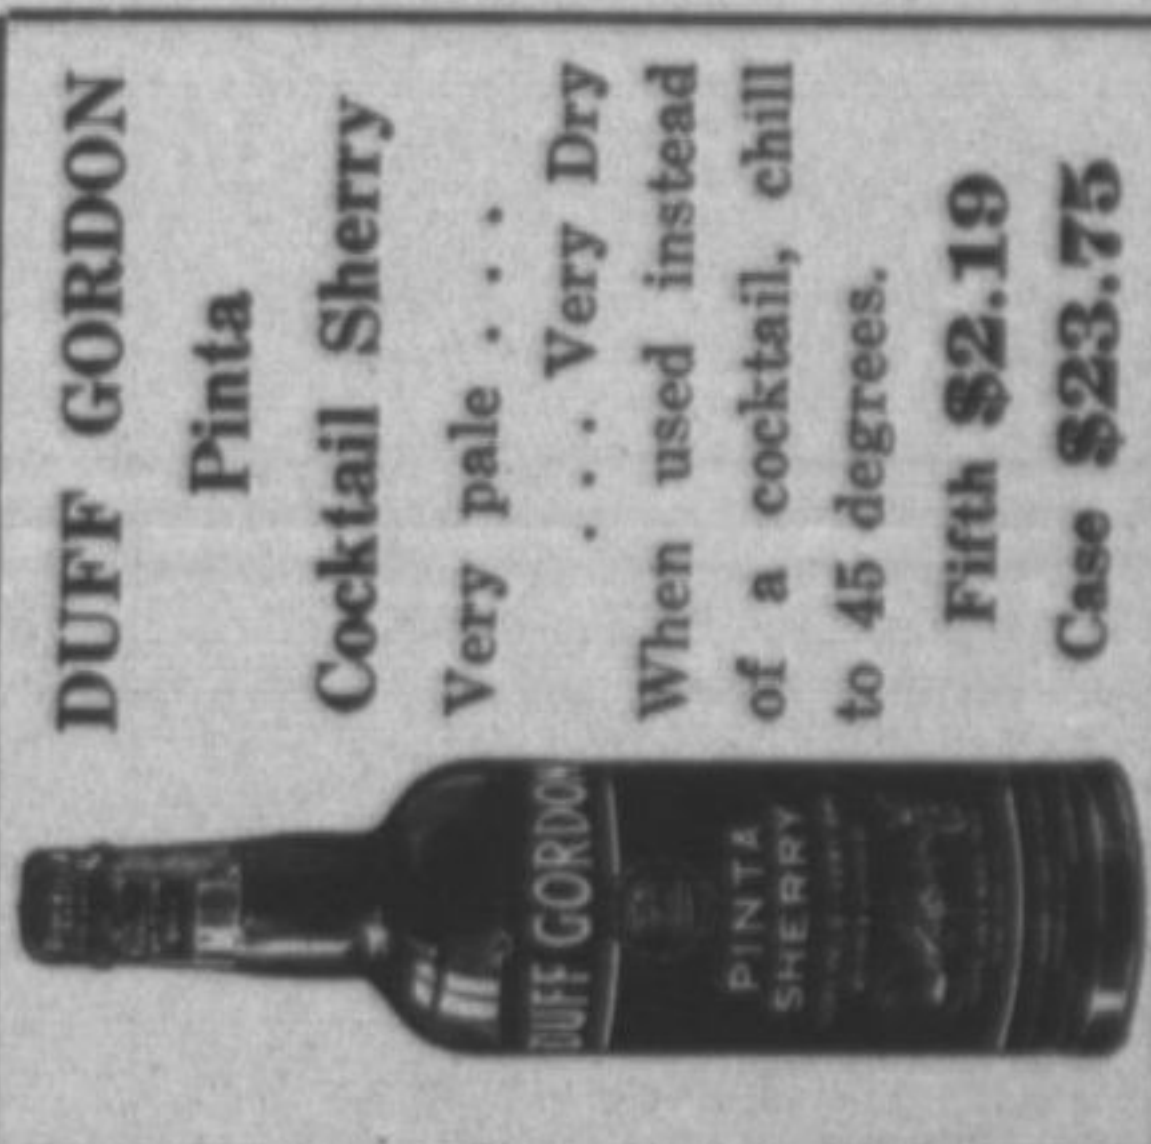 DUFF GORDON
Pinta
Cocktail Sherry
Very pale . . . .
. . . . Very Dry
When used instead
of a cocktail, chill
to 45 degrees.
Fifth $2.19
Case $23.75
DUFF GORDON
PINTA
SHERRY